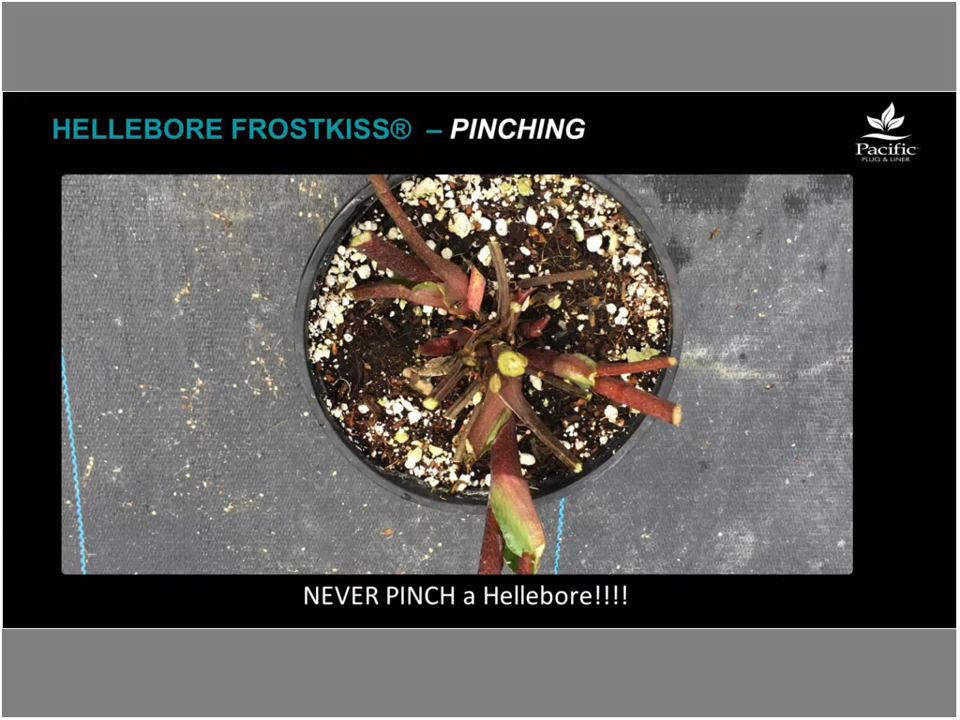 HELLEBORE FROSTKISS® – PINCHING
Pacific
PLUG & LINER
NEVER PINCH a Hellebore!!!!